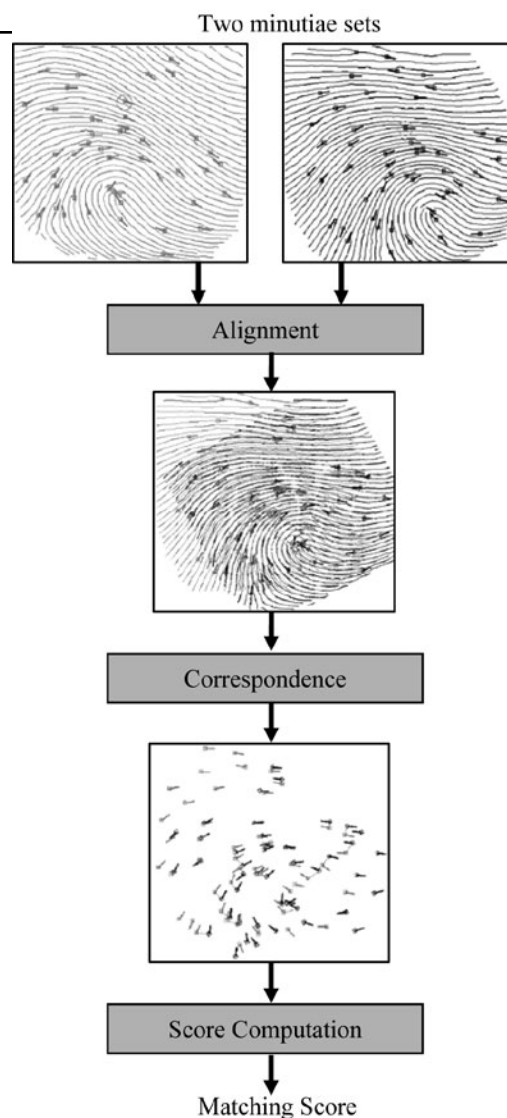 Two minutiae sets
Alignment
Correspondence
Score Computation
Matching Score